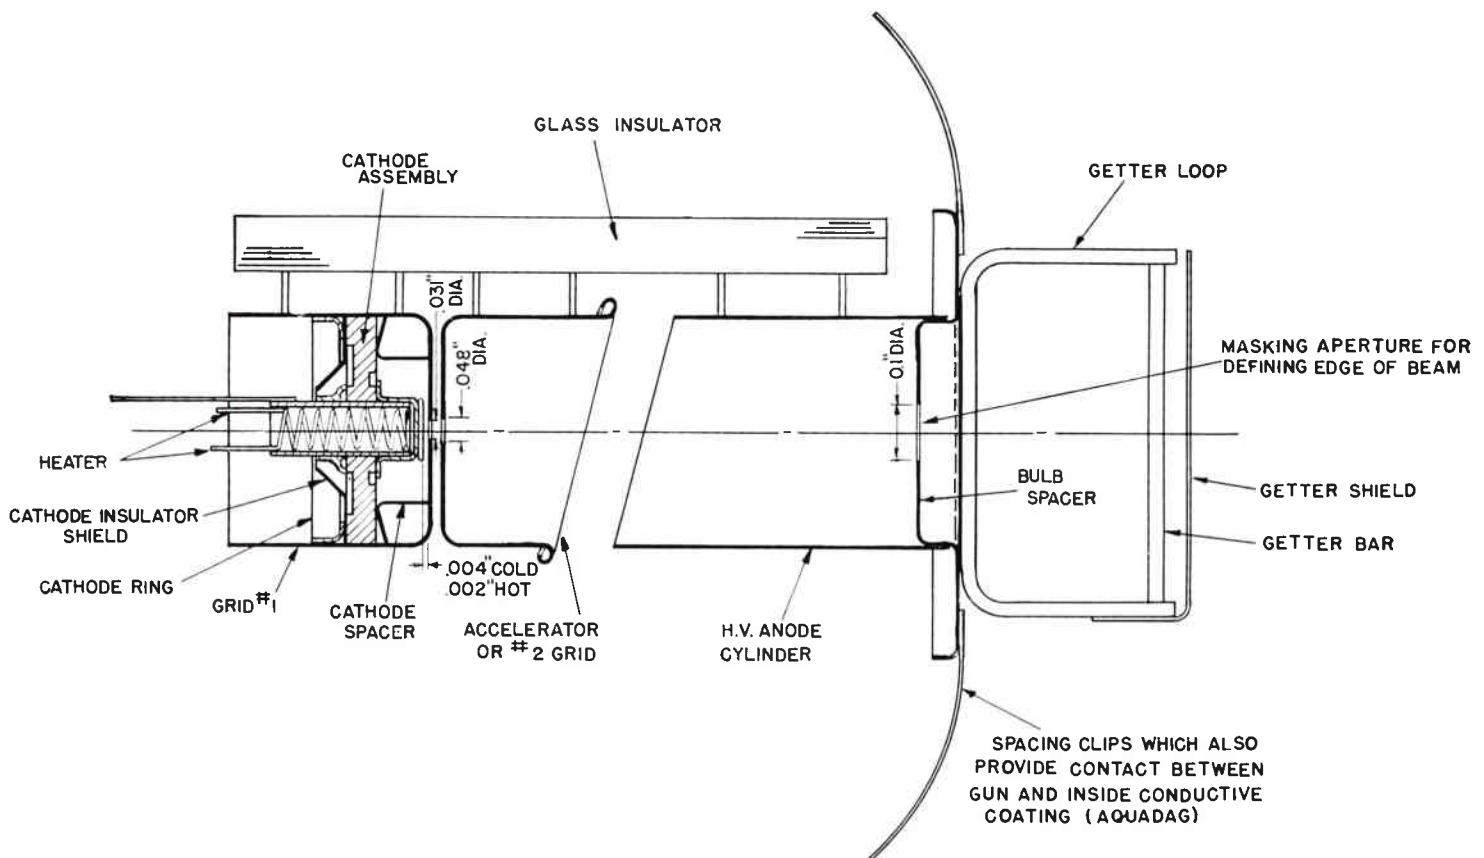 GLASS INSULATOR
CATHODE
ASSEMBLY
GETTER LOOP
.031"
DIA.
.048"
DIA.
0.1 DIA.
MASKING APERTURE FOR
DEFINING EDGE OF BEAM
HEATER
BULB
SPACER
GETTER SHIELD
CATHODE INSULATOR
SHIELD
GETTER BAR
CATHODE RING
GRID #1
.004" COLD
.002" HOT
CATHODE
SPACER
ACCELERATOR
OR #2 GRID
H.V. ANODE
CYLINDER
SPACING CLIPS WHICH ALSO
PROVIDE CONTACT BETWEEN
GUN AND INSIDE CONDUCTIVE
COATING (AQUADAG)